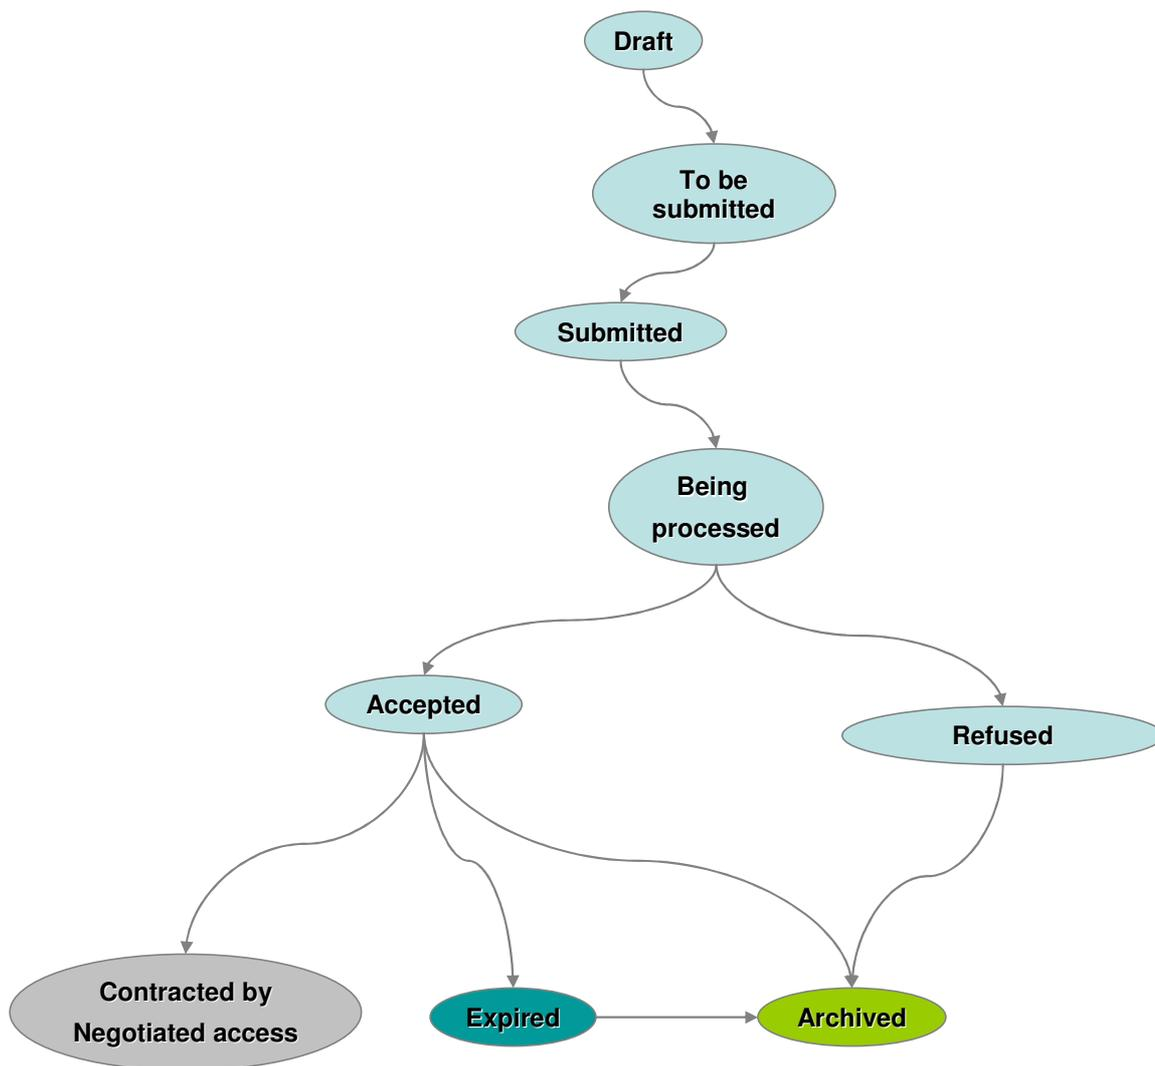 Draft
To be
submitted
Submitted
Being
processed
Accepted
Refused
Contracted by
Negotiated access
Expired
Archived